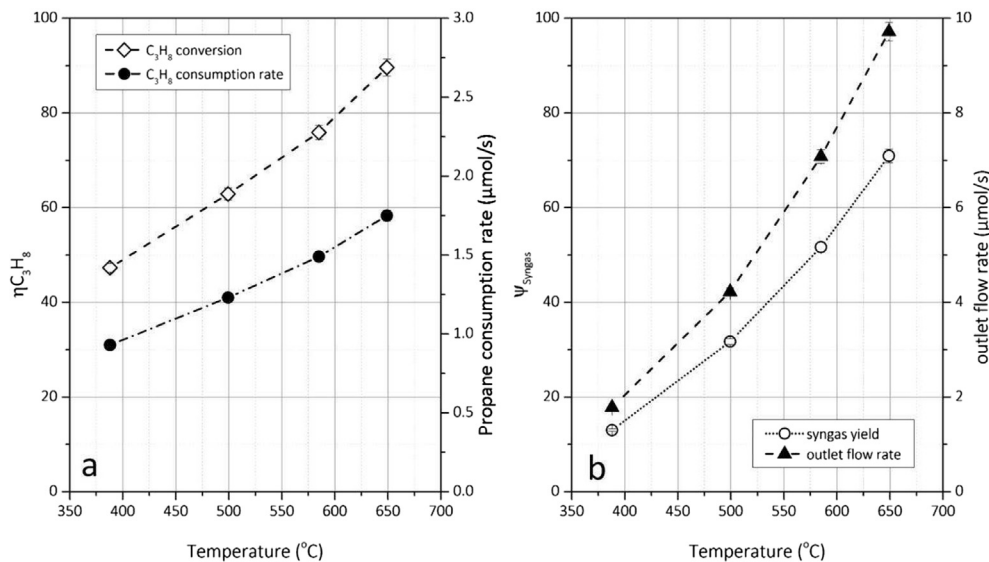 100
80
60
40
20
0
ηC₃H₈
3.0
2.5
2.0
1.5
1.0
0.5
0.0
Propane consumption rate (µmol/s)
C₃H₈ conversion
C₃H₈ consumption rate
a
350 400 450 500 550 600 650 700
Temperature (°C)
100
80
60
40
20
0
Ψ Syngas
10
8
6
4
2
0
outlet flow rate (µmol/s)
syngas yield
outlet flow rate
b
350 400 450 500 550 600 650 700
Temperature (°C)